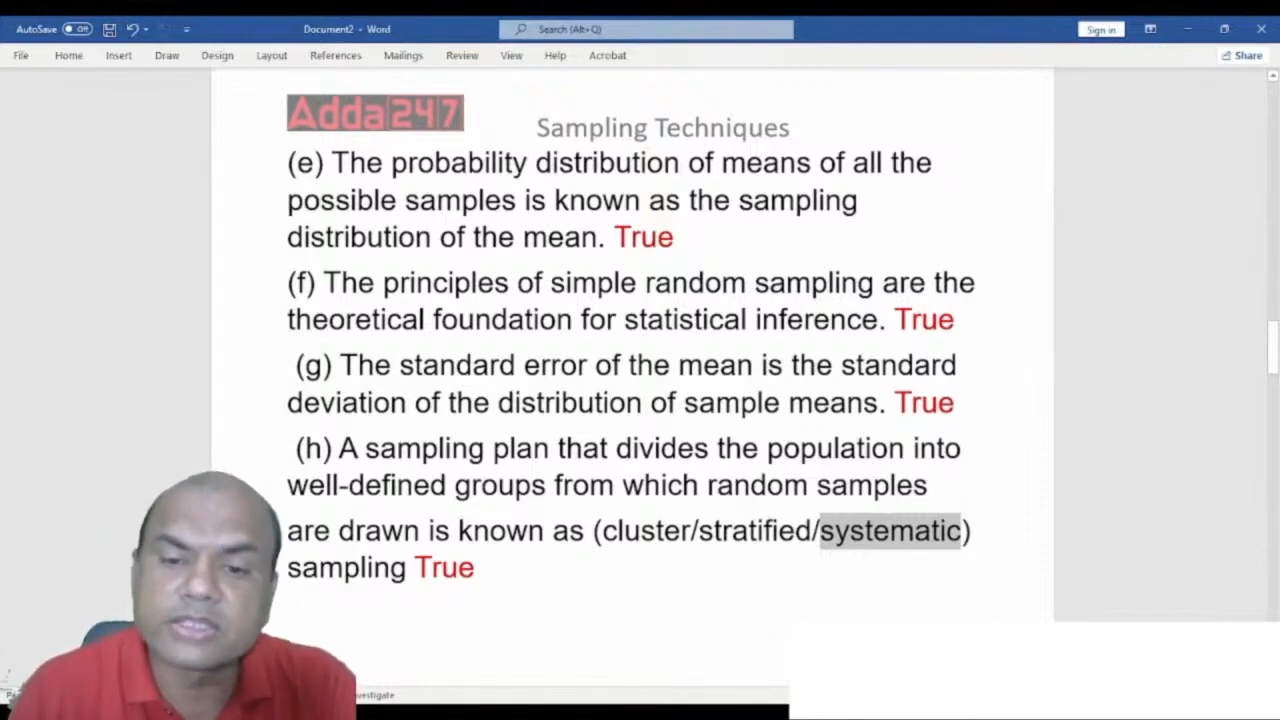 AutoSave Off Document2 - Word Search (Alt+Q) Sign in
File Home Insert Draw Design Layout References Mailings Review View Help Acrobat Share
Adda247
Sampling Techniques
(e) The probability distribution of means of all the
possible samples is known as the sampling
distribution of the mean. True
(f) The principles of simple random sampling are the
theoretical foundation for statistical inference. True
(g) The standard error of the mean is the standard
deviation of the distribution of sample means. True
(h) A sampling plan that divides the population into
well-defined groups from which random samples
are drawn is known as (cluster/stratified/systematic)
sampling True